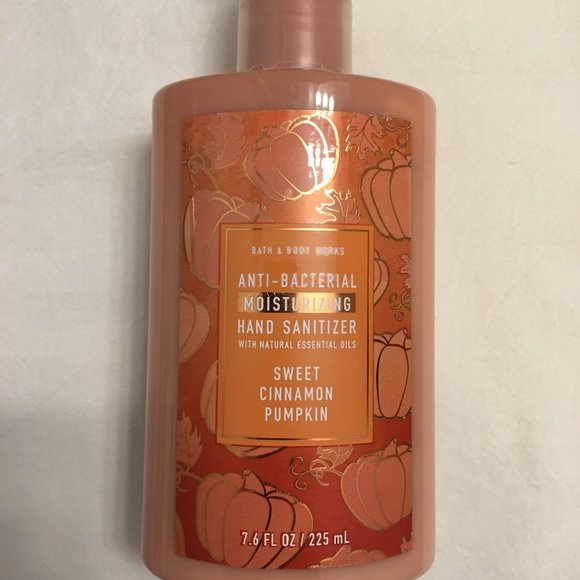 BATH & BODY WORKS
ANTI-BACTERIAL
MOISTURIZING
HAND SANITIZER
WITH NATURAL ESSENTIAL OILS
SWEET
CINNAMON
PUMPKIN
7.6 FL OZ / 225 mL